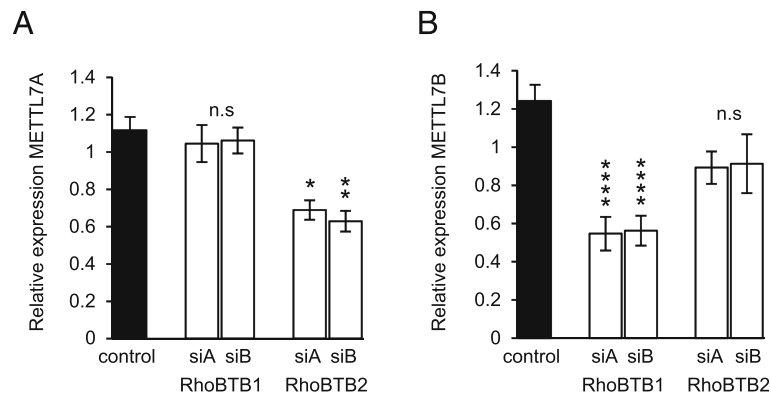 A
Relative expression METTL7A
1.4
1.2
1
0.8
0.6
0.4
0.2
0
n.s
*
**
control
siA siB
siA siB
RhoBTB1
RhoBTB2
B
Relative expression METTL7B
1.4
1.2
1
0.8
0.6
0.4
0.2
0
****
****
n.s
control
siA siB
siA siB
RhoBTB1
RhoBTB2